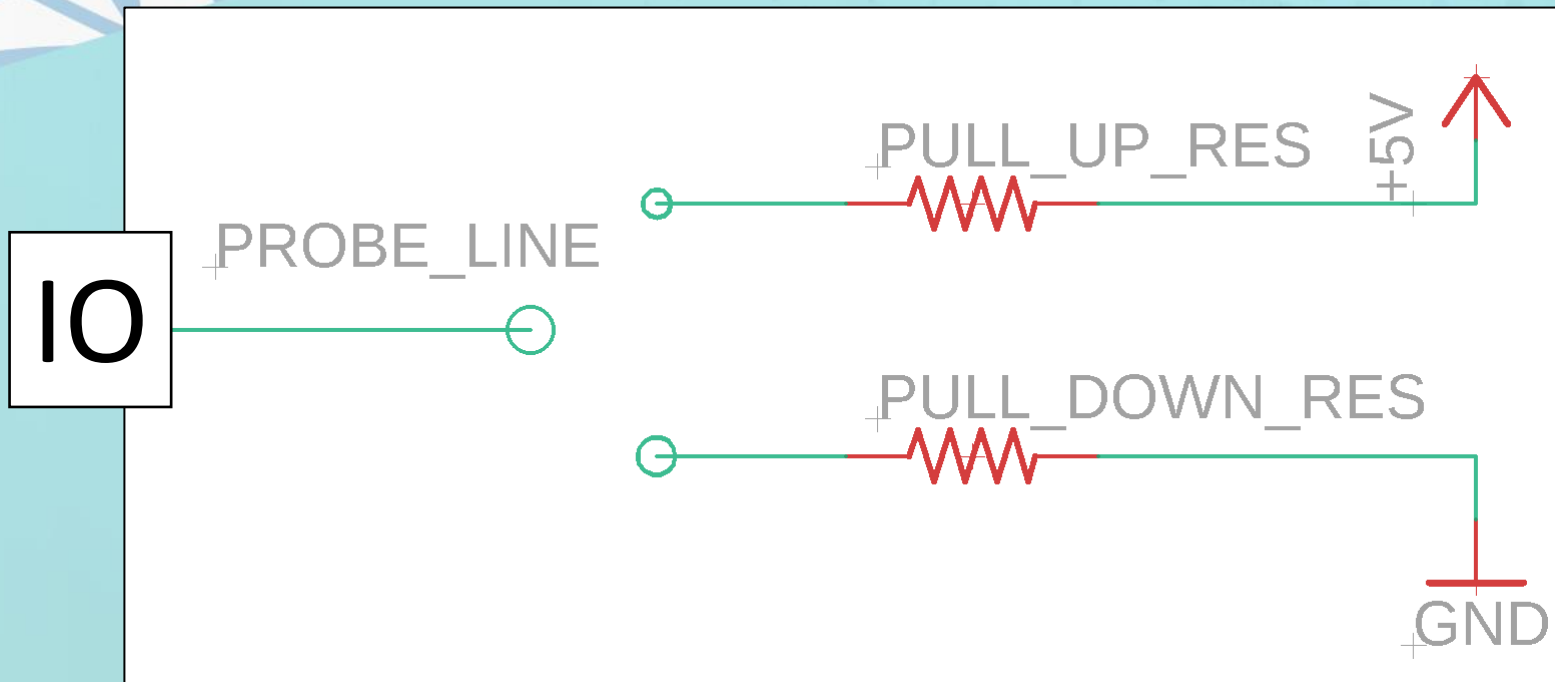 PULL_UP_RES
+5V
PROBE_LINE
IO
PULL_DOWN_RES
GND